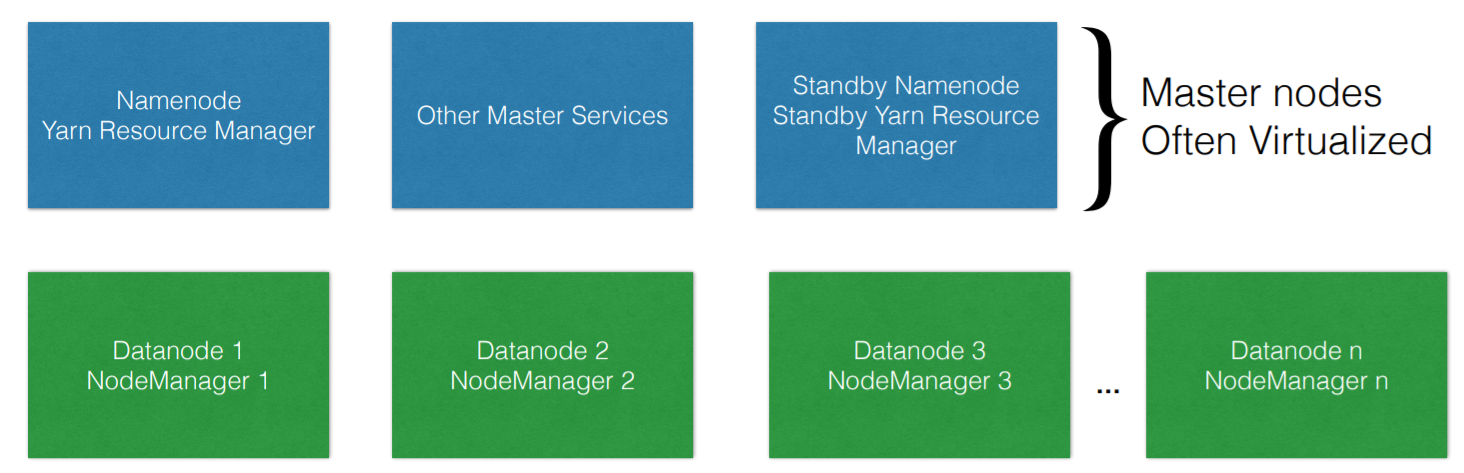 Namenode
Yarn Resource Manager
Other Master Services
Standby Namenode
Standby Yarn Resource
Manager
Master nodes
Often Virtualized
Datanode 1
NodeManager 1
Datanode 2
NodeManager 2
Datanode 3
NodeManager 3
...
Datanode n
NodeManager n